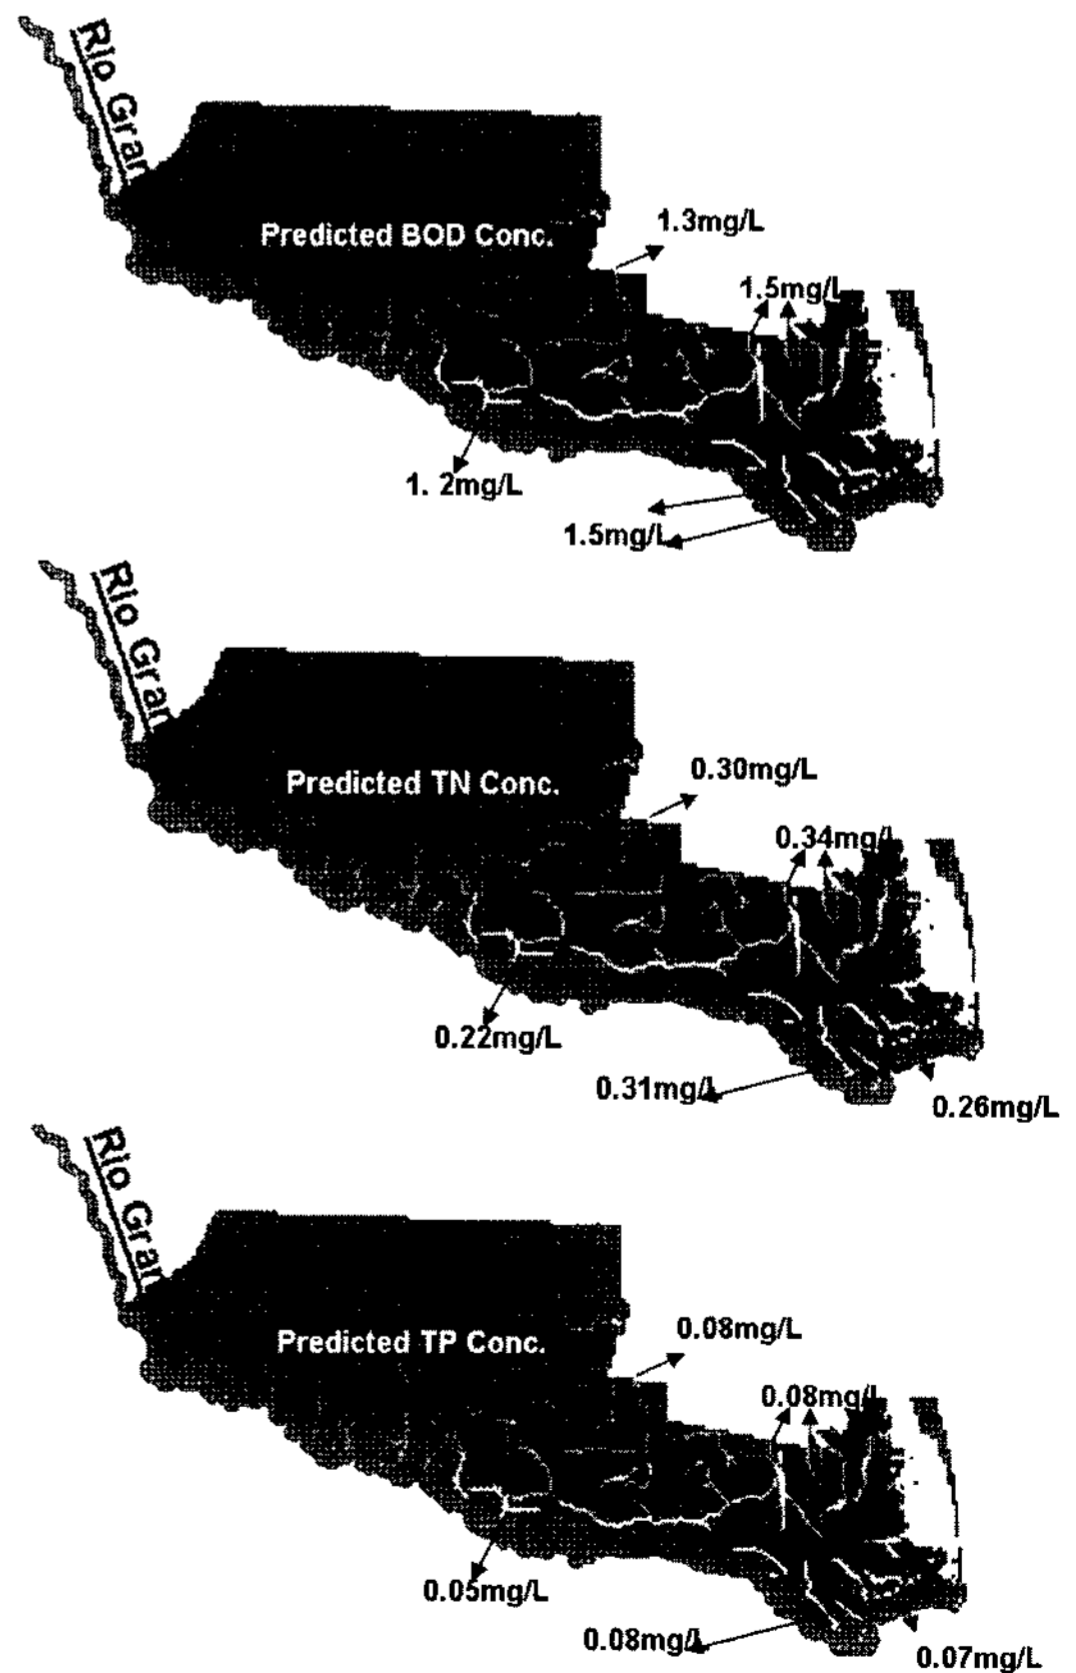 Rio Gran
Predicted BOD Conc.
1.3mg/L
1.5mg/L
1. 2mg/L
1.5mg/L
Rio Gran
Predicted TN Conc.
0.30mg/L
0.34mg/L
0.22mg/L
0.31mg/L
0.26mg/L
Rio Gran
Predicted TP Conc.
0.08mg/L
0.08mg/L
0.05mg/L
0.08mg/L
0.07mg/L